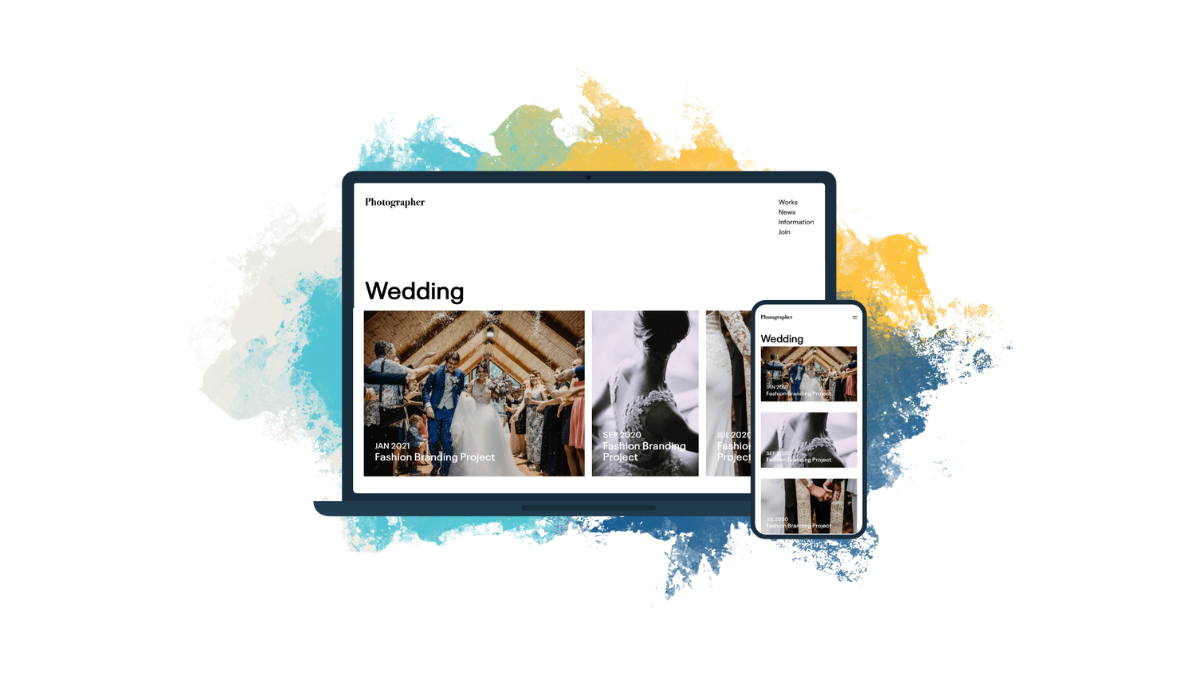 Photographer
Works
News
Information
Join
Wedding
JAN 2021
Fashion Branding Project
SEP 2020
Fashion Branding
Project
JUL 2020
Fashion
Project
Photographer
Wedding
JAN 2021
Fashion Branding Project
SEP 2020
Fashion Branding Project
JUL 2020
Fashion Branding Project